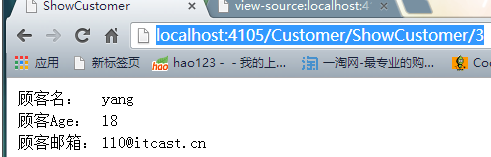 ShowCustomer
view-source:localhost:41
localhost:4105/Customer/ShowCustomer/3
应用 新标签页 hao123 - - 我的上... 一淘网-最专业的购... Coo
顾客名： yang
顾客Age： 18
顾客邮箱：110@itcast.cn